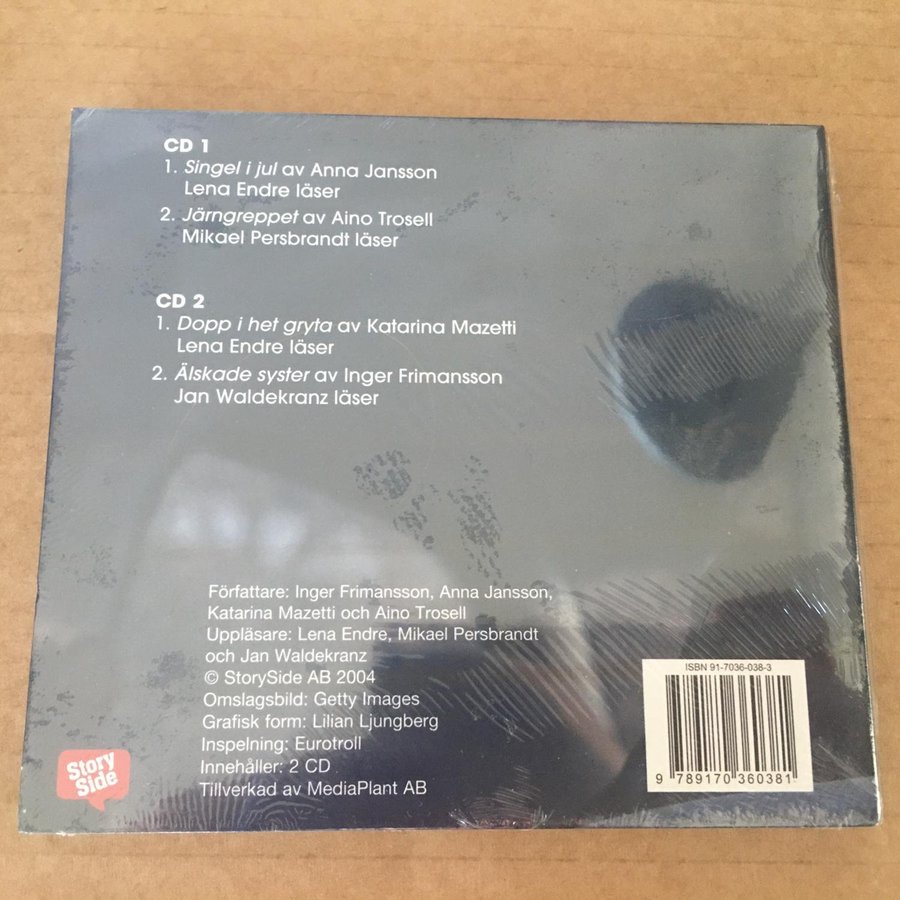 CD 1
1. Singel i jul av Anna Jansson
Lena Endre läser
2. Järngreppet av Aino Trosell
Mikael Persbrandt läser
CD 2
1. Dopp i het gryta av Katarina Mazetti
Lena Endre läser
2. Älskade syster av Inger Frimansson
Jan Waldekranz läser
Författare: Inger Frimansson, Anna Jansson,
Katarina Mazetti och Aino Trosell
Uppläsare: Lena Endre, Mikael Persbrandt
och Jan Waldekranz
© StorySide AB 2004
Omslagsbild: Getty Images
Grafisk form: Lilian Ljungberg
Inspelning: Eurotroll
Innehåller: 2 CD
Tillverkad av MediaPlant AB
Story
Side
ISBN 91-7036-038-3
9 789170 360381